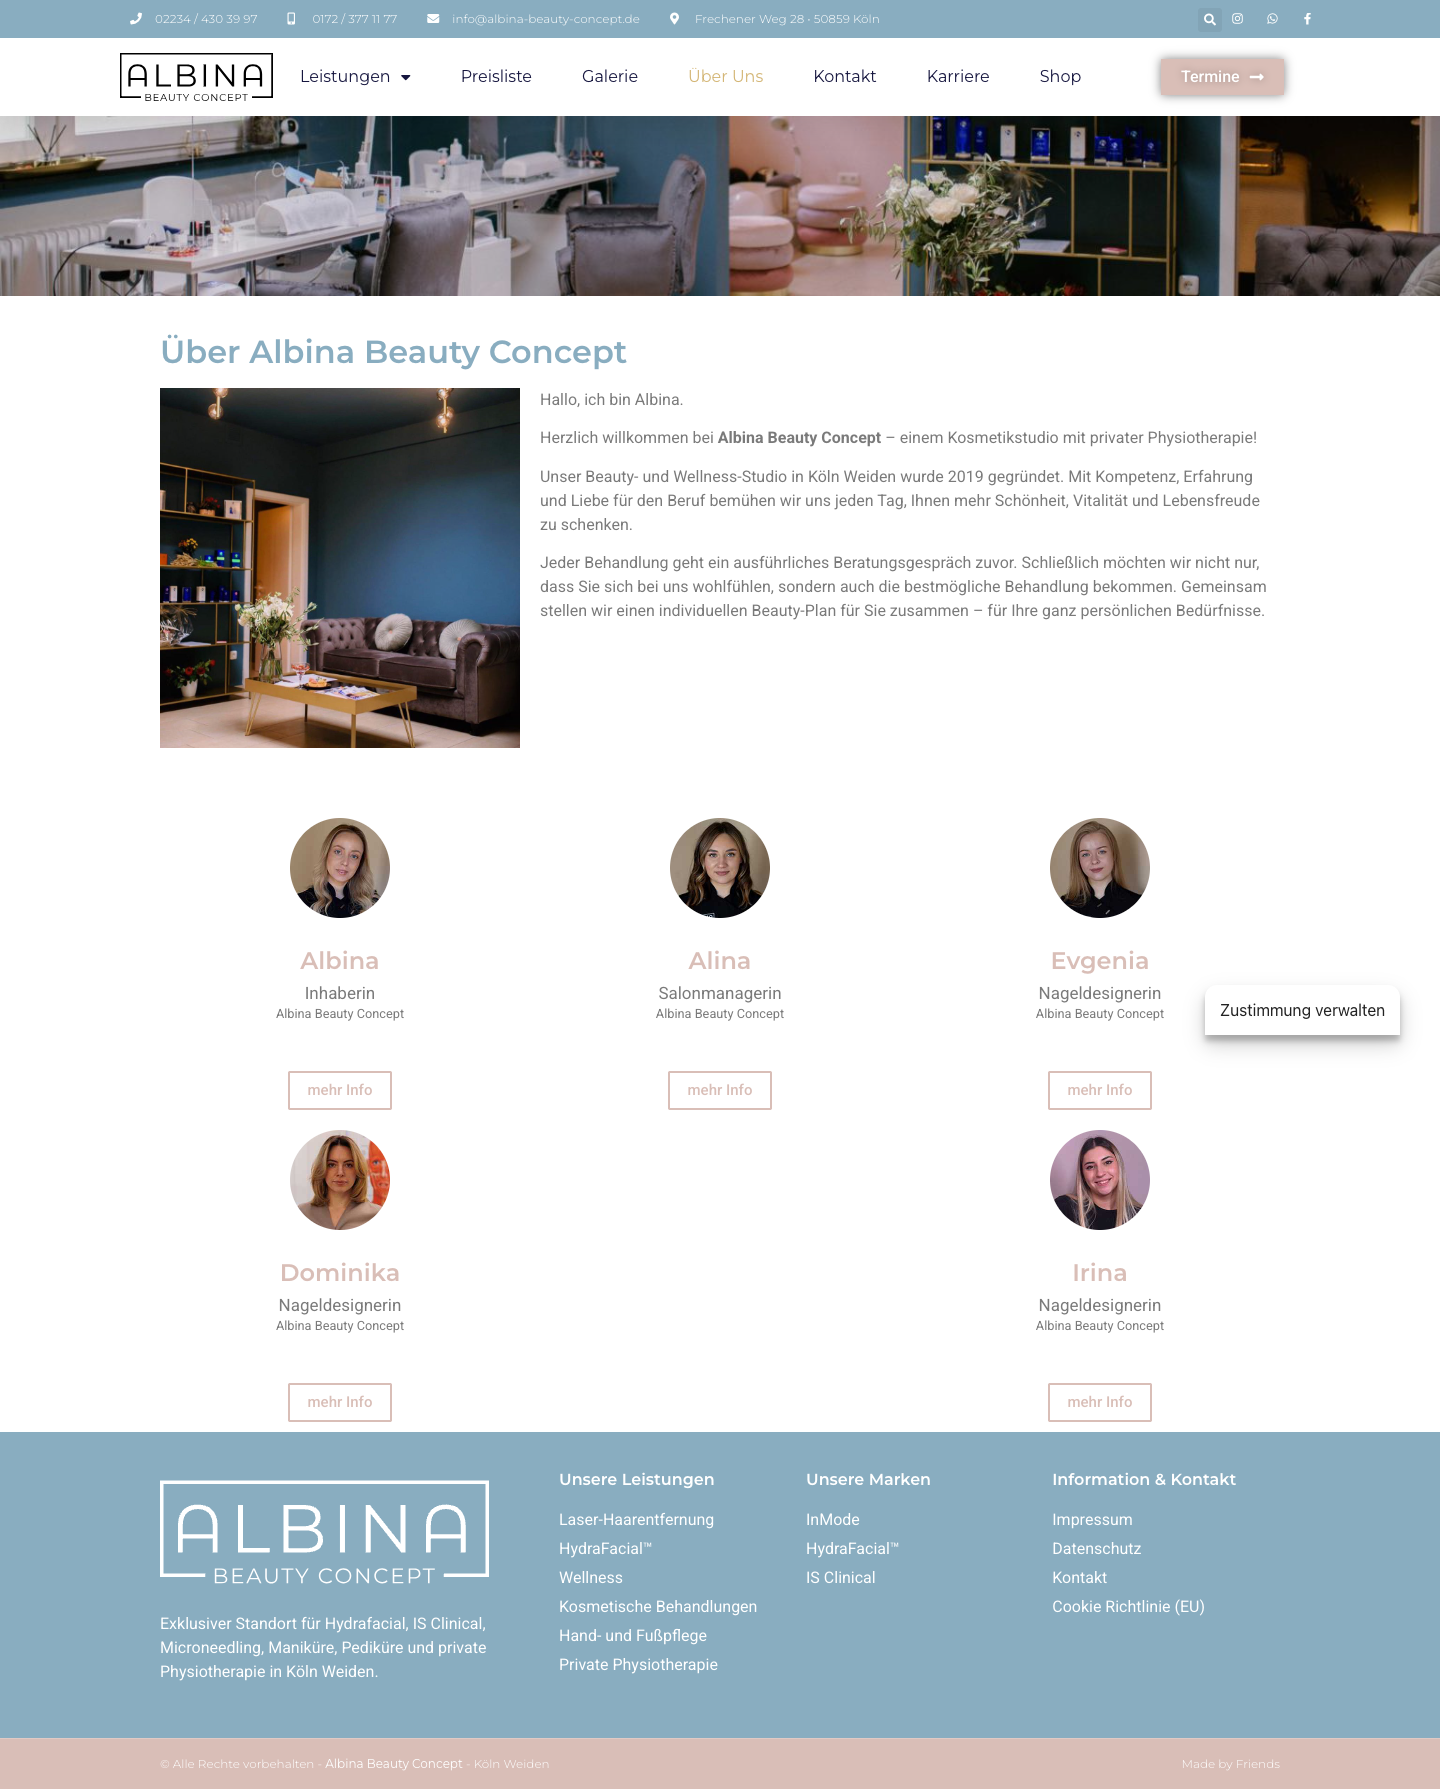 02234 / 430 39 97 0172 / 377 11 77 info@albina-beauty-concept.de Frechener Weg 28 • 50859 Köln
ALBINA
BEAUTY CONCEPT
Leistungen Preisliste Galerie Über Uns Kontakt Karriere Shop Termine
Über Albina Beauty Concept
Hallo, ich bin Albina.
Herzlich willkommen bei Albina Beauty Concept – einem Kosmetikstudio mit privater Physiotherapie!
Unser Beauty- und Wellness-Studio in Köln Weiden wurde 2019 gegründet. Mit Kompetenz, Erfahrung
und Liebe für den Beruf bemühen wir uns jeden Tag, Ihnen mehr Schönheit, Vitalität und Lebensfreude
zu schenken.
Jeder Behandlung geht ein ausführliches Beratungsgespräch zuvor. Schließlich möchten wir nicht nur,
dass Sie sich bei uns wohlfühlen, sondern auch die bestmögliche Behandlung bekommen. Gemeinsam
stellen wir einen individuellen Beauty-Plan für Sie zusammen – für Ihre ganz persönlichen Bedürfnisse.
Albina Alina Evgenia
Inhaberin Salonmanagerin Nageldesignerin
Albina Beauty Concept Albina Beauty Concept Albina Beauty Concept
Zustimmung verwalten
mehr Info mehr Info mehr Info
Dominika Irina
Nageldesignerin Nageldesignerin
Albina Beauty Concept Albina Beauty Concept
mehr Info mehr Info
ALBINA
BEAUTY CONCEPT
Exklusiver Standort für Hydrafacial, IS Clinical,
Microneedling, Maniküre, Pediküre und private
Physiotherapie in Köln Weiden.
Unsere Leistungen
Laser-Haarentfernung
HydraFacial™
Wellness
Kosmetische Behandlungen
Hand- und Fußpflege
Private Physiotherapie
Unsere Marken
InMode
HydraFacial™
IS Clinical
Information & Kontakt
Impressum
Datenschutz
Kontakt
Cookie Richtlinie (EU)
© Alle Rechte vorbehalten - Albina Beauty Concept - Köln Weiden Made by Friends